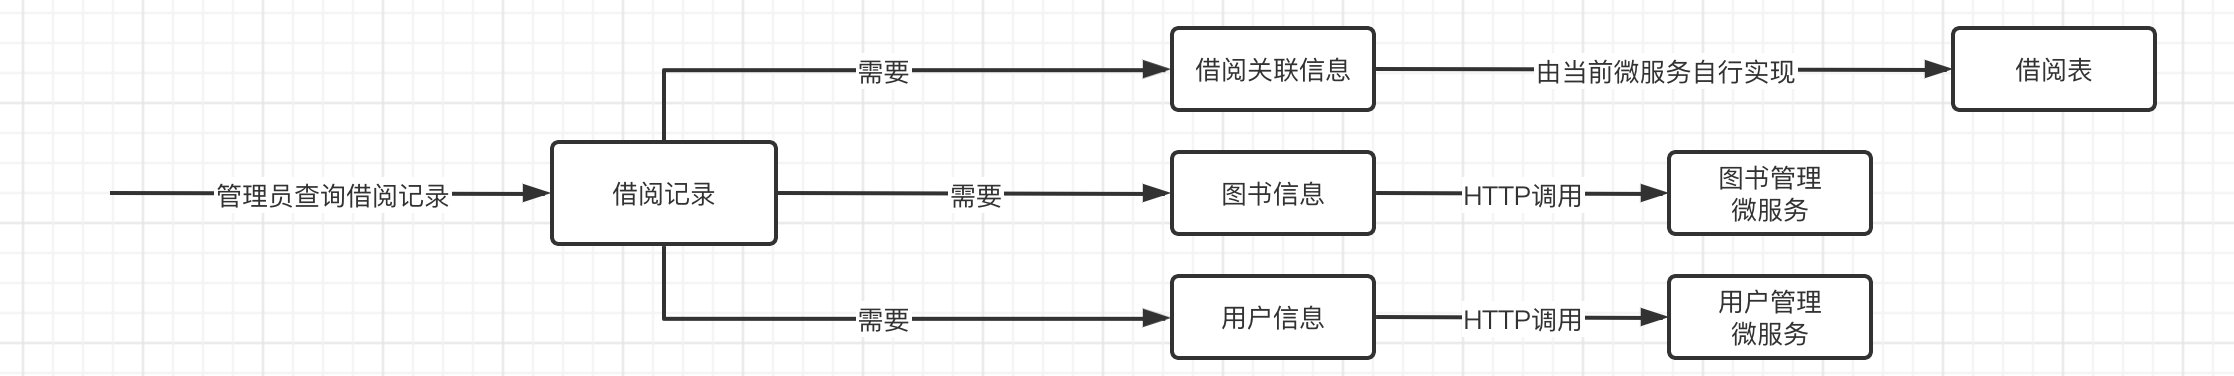 需要
借阅关联信息
由当前微服务自行实现
借阅表
管理员查询借阅记录
借阅记录
需要
图书信息
HTTP调用
图书管理
微服务
需要
用户信息
HTTP调用
用户管理
微服务